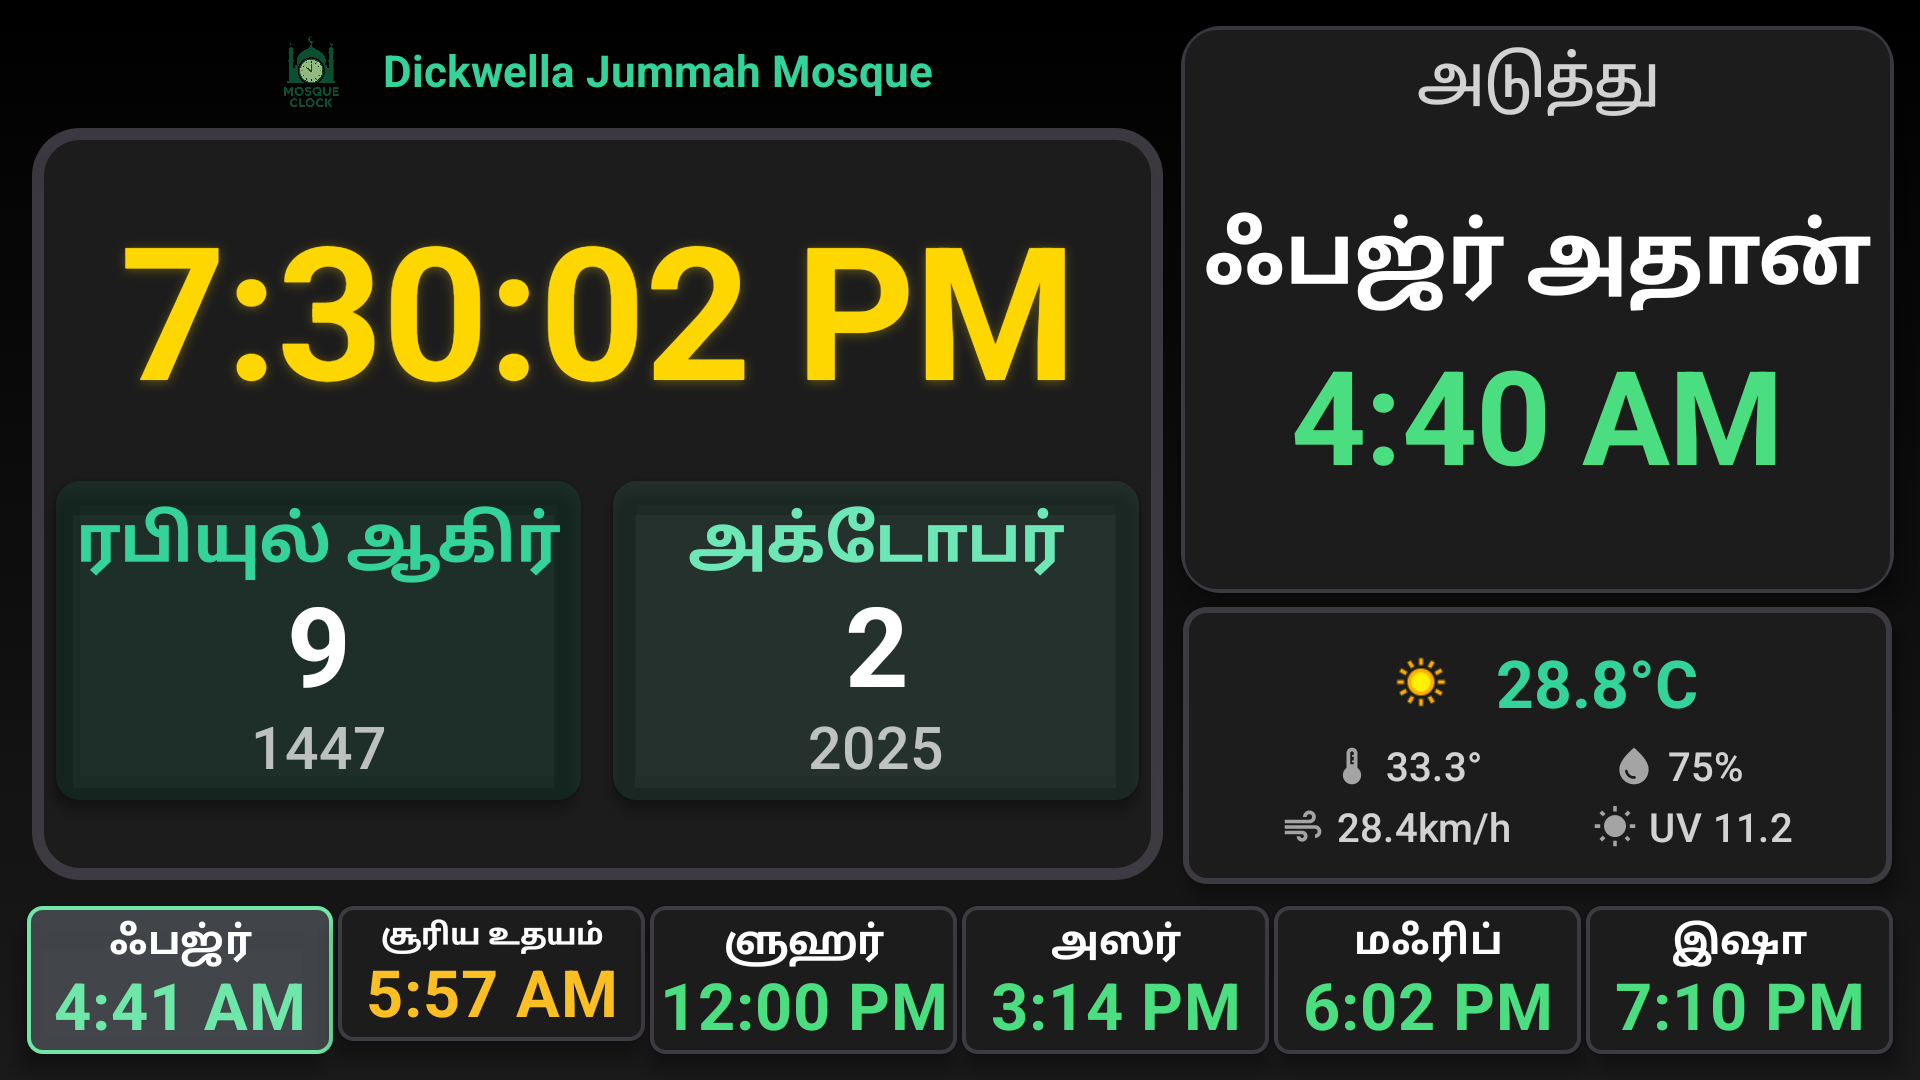 MOSQUE
CLOCK
Dickwella Jummah Mosque
7:30:02 PM
ரபியுல் ஆகிர்
9
1447
அக்டோபர்
2
2025
அடுத்து
ஃபஜ்ர் அதான்
4:40 AM
28.8°C
33.3°
75%
28.4km/h
UV 11.2
ஃபஜ்ர்
4:41 AM
சூரிய உதயம்
5:57 AM
ளுஹர்
12:00 PM
அஸர்
3:14 PM
மஃரிப்
6:02 PM
இஷா
7:10 PM